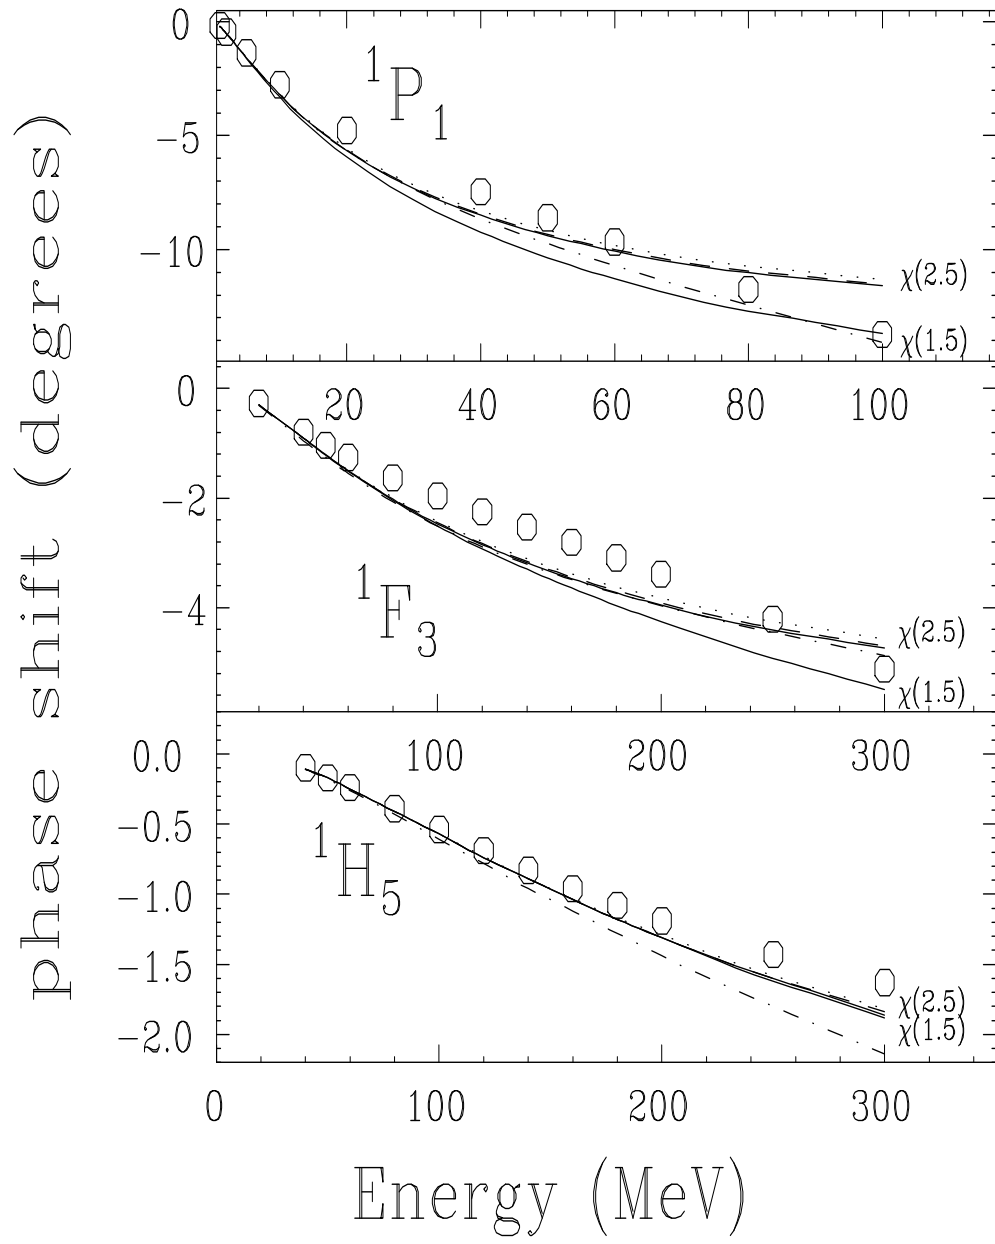 phase shift (degrees)
0
−5
−10
¹P₁
χ(2.5)
χ(1.5)
20 40 60 80 100
0
−2
−4
¹F₃
χ(2.5)
χ(1.5)
100 200 300
0.0
−0.5
−1.0
−1.5
−2.0
¹H₅
χ(2.5)
χ(1.5)
0 100 200 300
Energy (MeV)